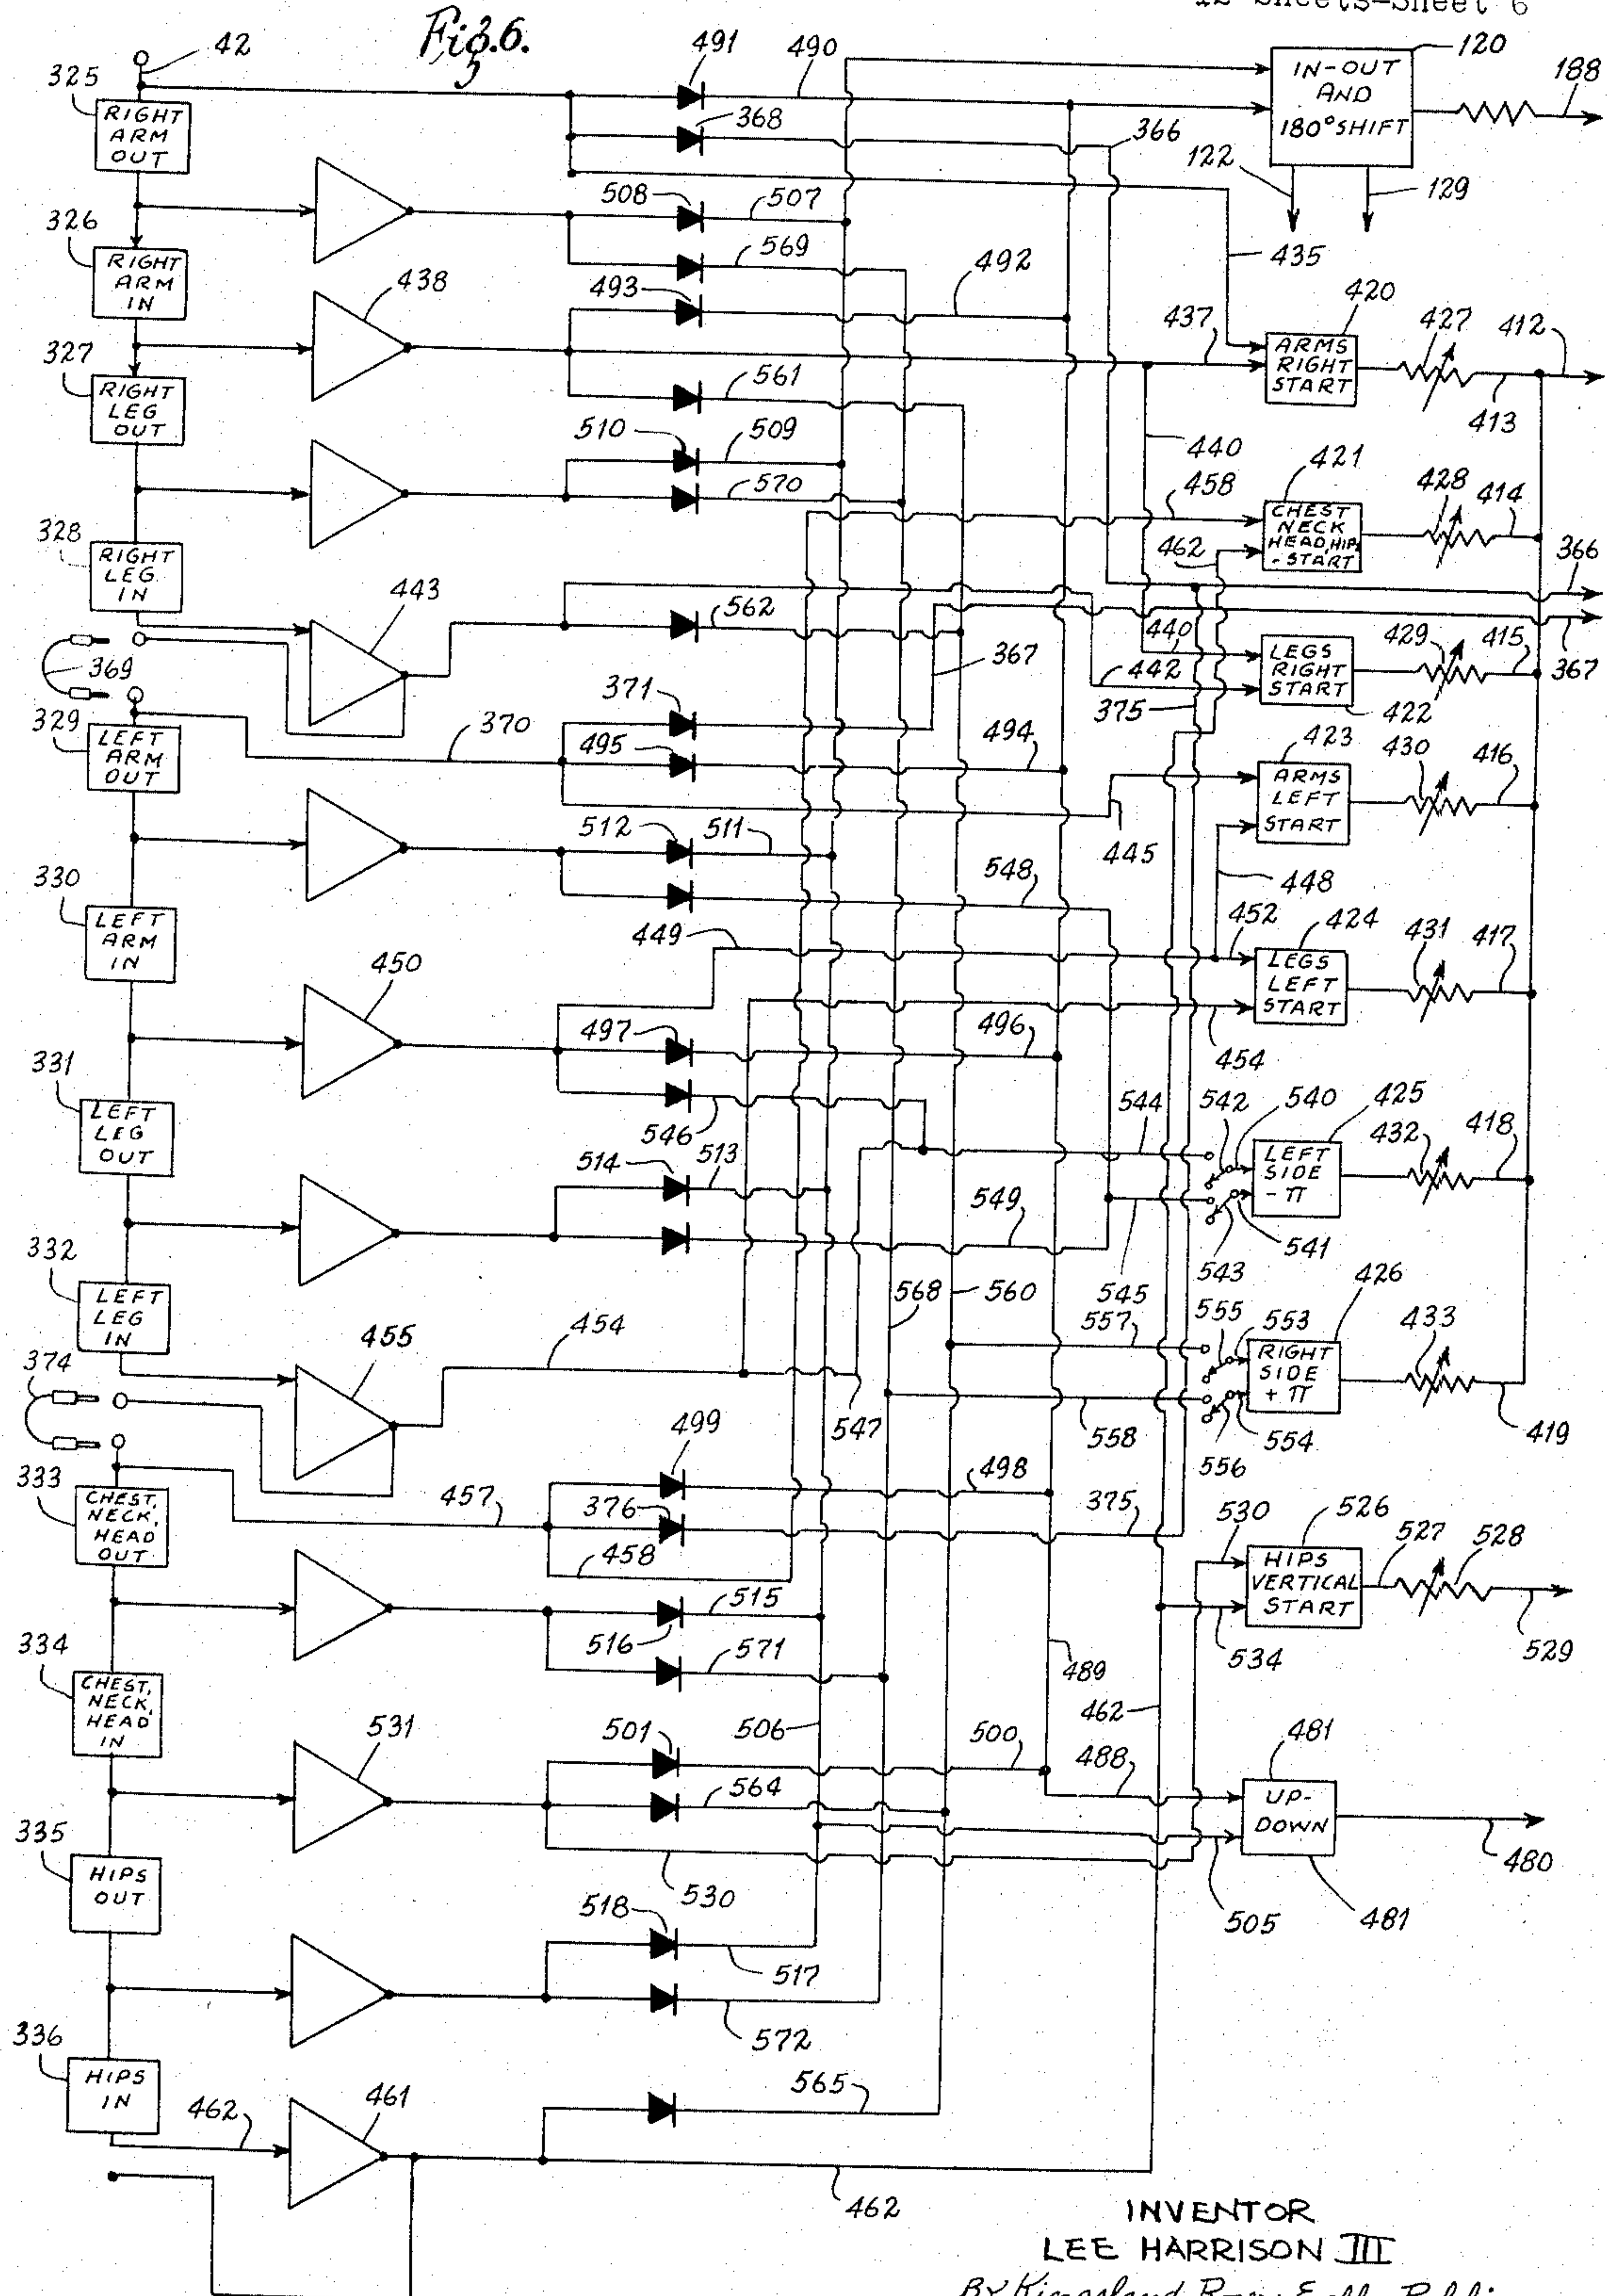 12 Sheets-Sheet 6
Fig. 6.
42
491
490
120
IN-OUT
AND
180° SHIFT
188
325
RIGHT
ARM
OUT
368
366
122
129
508
507
326
RIGHT
ARM
IN
569
435
493
492
438
420
437
427
412
327
RIGHT
LEG
OUT
ARMS
RIGHT
START
561
413
510
509
440
421
458
428
414
570
CHEST
NECK
HEAD, HIP,
-START
328
RIGHT
LEG
IN
462
366
443
562
440
429
415
367
369
367
442
LEGS
RIGHT
START
371
375
422
329
LEFT
ARM
OUT
370
495
494
423
430
416
ARMS
LEFT
START
512
511
445
330
548
448
LEFT
ARM
IN
449
452
424
431
417
450
LEGS
LEFT
START
497
496
454
331
LEFT
LEG
OUT
546
544
542
540
425
432
418
514
513
LEFT
SIDE
- π
549
332
541
543
LEFT
LEG
IN
568
560
545
426
557
555
553
433
455
454
374
RIGHT
SIDE
+ π
499
547
558
554
556
419
333
CHEST,
NECK,
HEAD
OUT
457
498
376
375
530
526
527
528
458
HIPS
VERTICAL
START
515
516
334
571
489
534
529
CHEST,
NECK,
HEAD
IN
531
501
506
500
462
481
488
564
UP-
DOWN
335
HIPS
OUT
530
480
518
505
481
517
336
572
HIPS
IN
565
462
461
462
INVENTOR
LEE HARRISON III
By Kingsland,